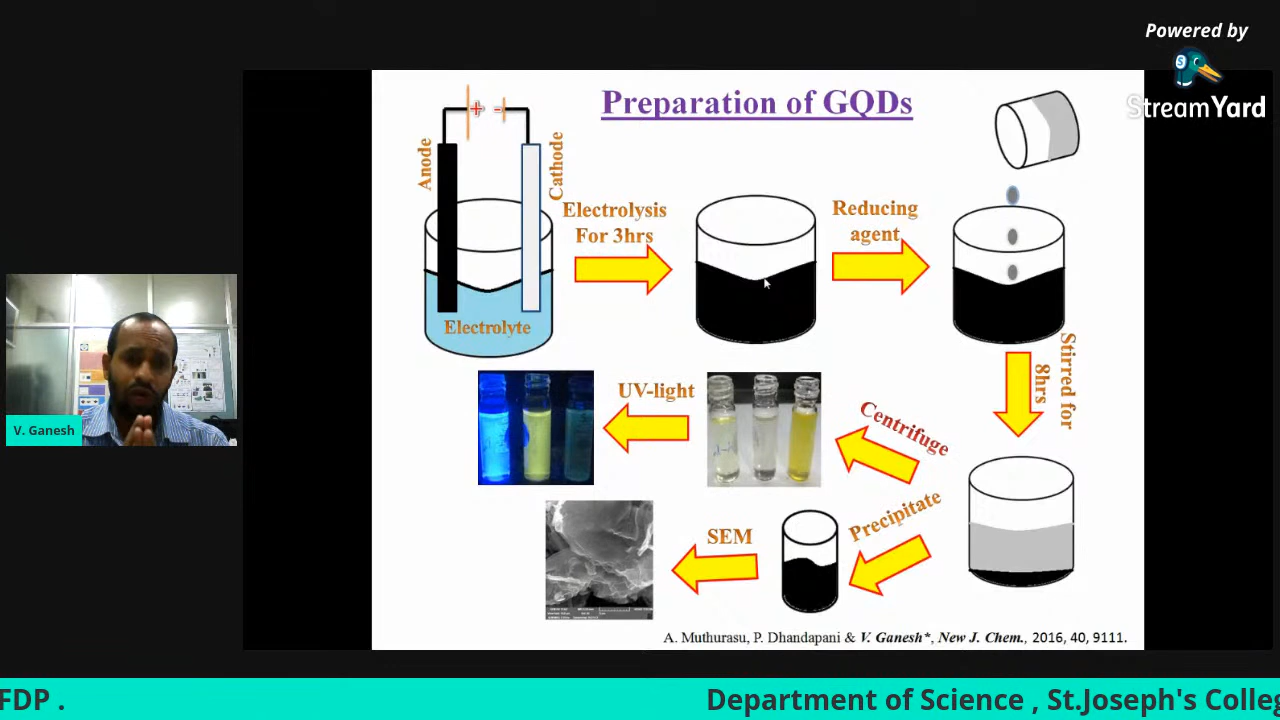 Powered by
StreamYard
Preparation of GQDs
+ -
Anode
Cathode
Electrolyte
Electrolysis
For 3hrs
Reducing
agent
Stirred for
8hrs
Centrifuge
UV-light
Precipitate
SEM
A. Muthurasu, P. Dhandapani & V. Ganesh*, New J. Chem., 2016, 40, 9111.
V. Ganesh
FDP .
Department of Science , St.Joseph's Colleg